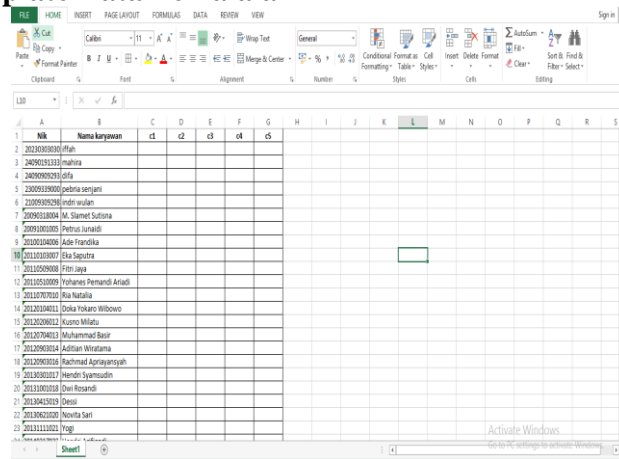 FILE HOME INSERT PAGE LAYOUT FORMULAS DATA REVIEW VIEW Sign in
Cut
Copy
Format Painter
Paste
Clipboard
Calibri 11 A A
B I U A
Font
Wrap Text
Merge & Center
Alignment
General
% ,
Number
Conditional Formatting
Format as Table
Cell Styles
Styles
Insert Delete Format
Cells
AutoSum
Fill
Clear
Sort & Filter
Find & Select
Editing
L10 fx
A B C D E F G H I J K L M N O P Q R S
1 Nik Nama karyawan c1 c2 c3 c4 c5
2 20230303030 iffah
3 24090191333 mahira
4 24090909293 difa
5 23009339000 pebria senjani
6 21009309298 indri wulan
7 20090318004 M. Slamet Sutisna
8 20091001005 Petrus Junaidi
9 20100104006 Ade Frandika
10 20110103007 Eka Saputra
11 20110509008 Fitri Jaya
12 20110510009 Yohanes Pemandi Ariadi
13 20110707010 Ria Natalia
14 20120104011 Doka Yokaro Wibowo
15 20120206012 Kusno Milatu
16 20120704013 Muhammad Basir
17 20120903014 Aditian Wiratama
18 20120903016 Rachmad Apriayansyah
19 20130301017 Hendri Syamsudin
20 20131001018 Dwi Rosandi
21 20130415019 Dessi
22 20130621020 Novita Sari
23 20131111021 Yogi
Activate Windows
Go to PC settings to activate Windows.
Sheet1